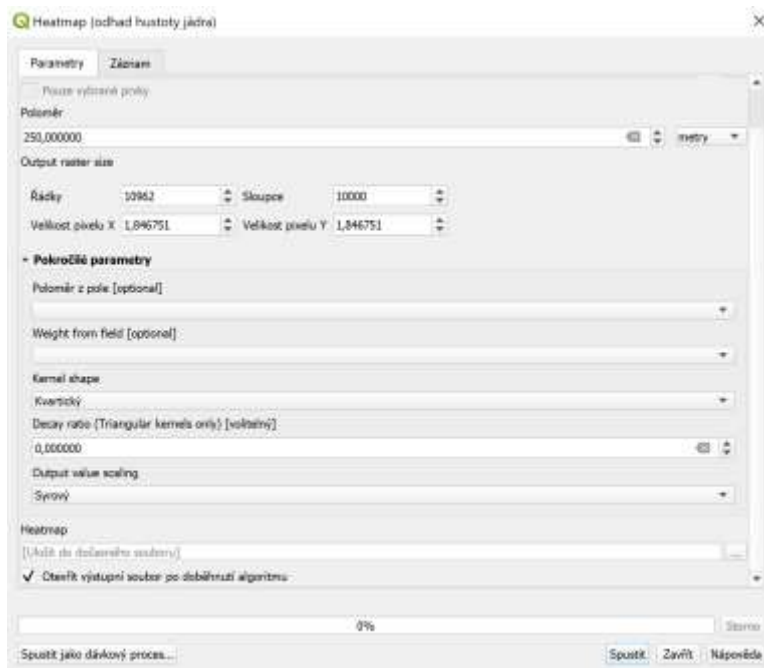 Heatmap (odhad hustoty jádra)
Parametry Záznam
Pouze vybrané prvky
Poloměr
250,000000 metry
Output raster size
Řádky 10962 Sloupce 10000
Velikost pixelu X 1,846751 Velikost pixelu Y 1,846751
Pokročilé parametry
Poloměr z pole [optional]
Weight from field [optional]
Kernel shape
Kvartický
Decay ratio (Triangular kernels only) [volitelný]
0,000000
Output value scaling
Syrový
Heatmap
[Uložit do dočasného souboru]
...
Otevřít výstupní soubor po doběhnutí algoritmu
0% Storno
Spustit jako dávkový proces... Spustit Zavřít Nápověda